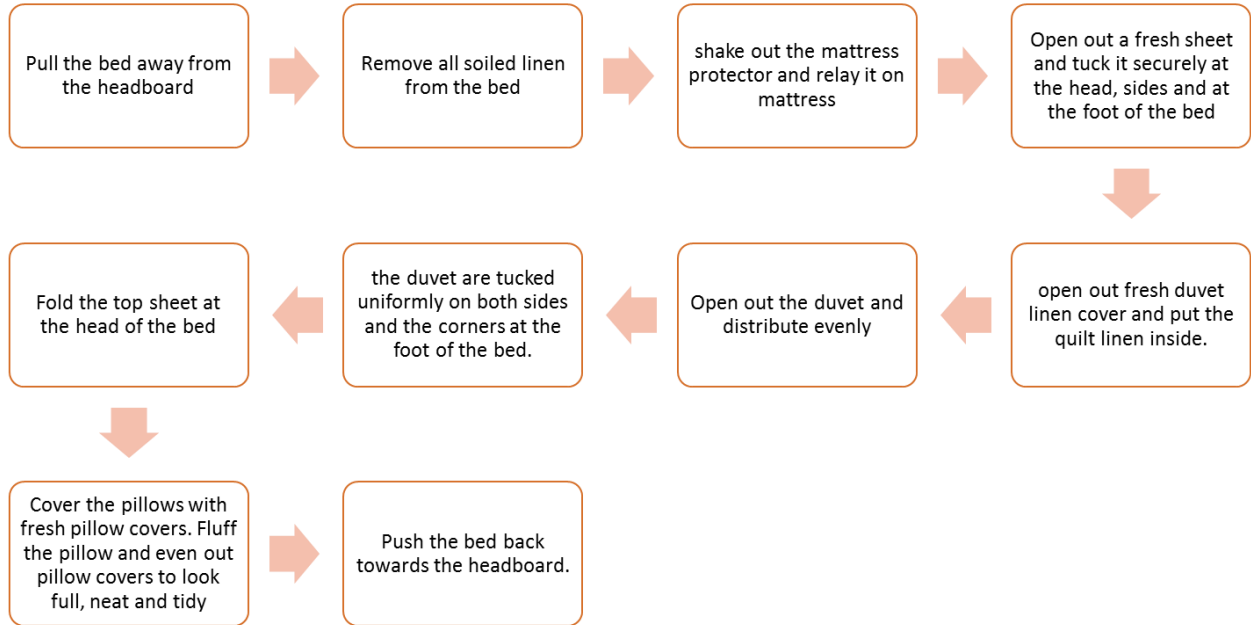 Pull the bed away from
the headboard
Remove all soiled linen
from the bed
shake out the mattress
protector and relay it on
mattress
Open out a fresh sheet
and tuck it securely at
the head, sides and at
the foot of the bed
open out fresh duvet
linen cover and put the
quilt linen inside.
Open out the duvet and
distribute evenly
the duvet are tucked
uniformly on both sides
and the corners at the
foot of the bed.
Fold the top sheet at
the head of the bed
Cover the pillows with
fresh pillow covers. Fluff
the pillow and even out
pillow covers to look
full, neat and tidy
Push the bed back
towards the headboard.